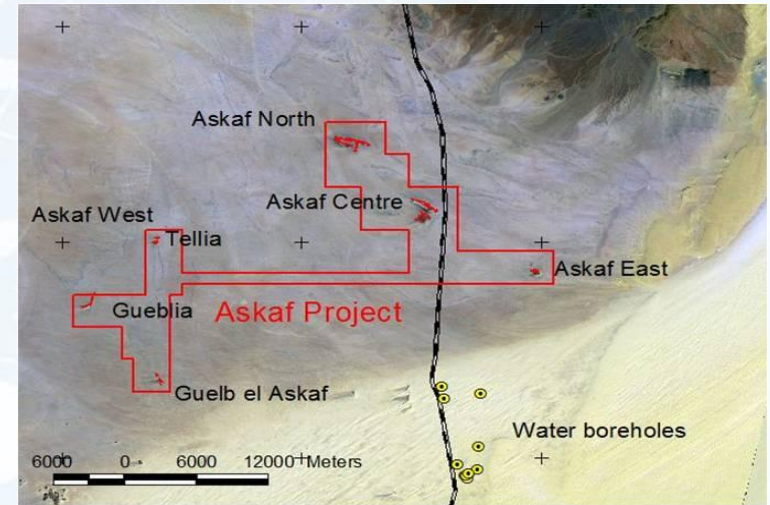 Askaf North
Askaf Centre
Askaf West
Tellia
Askaf East
Gueblia
Askaf Project
Guelb el Askaf
Water boreholes
6000 0 6000 12000 Meters